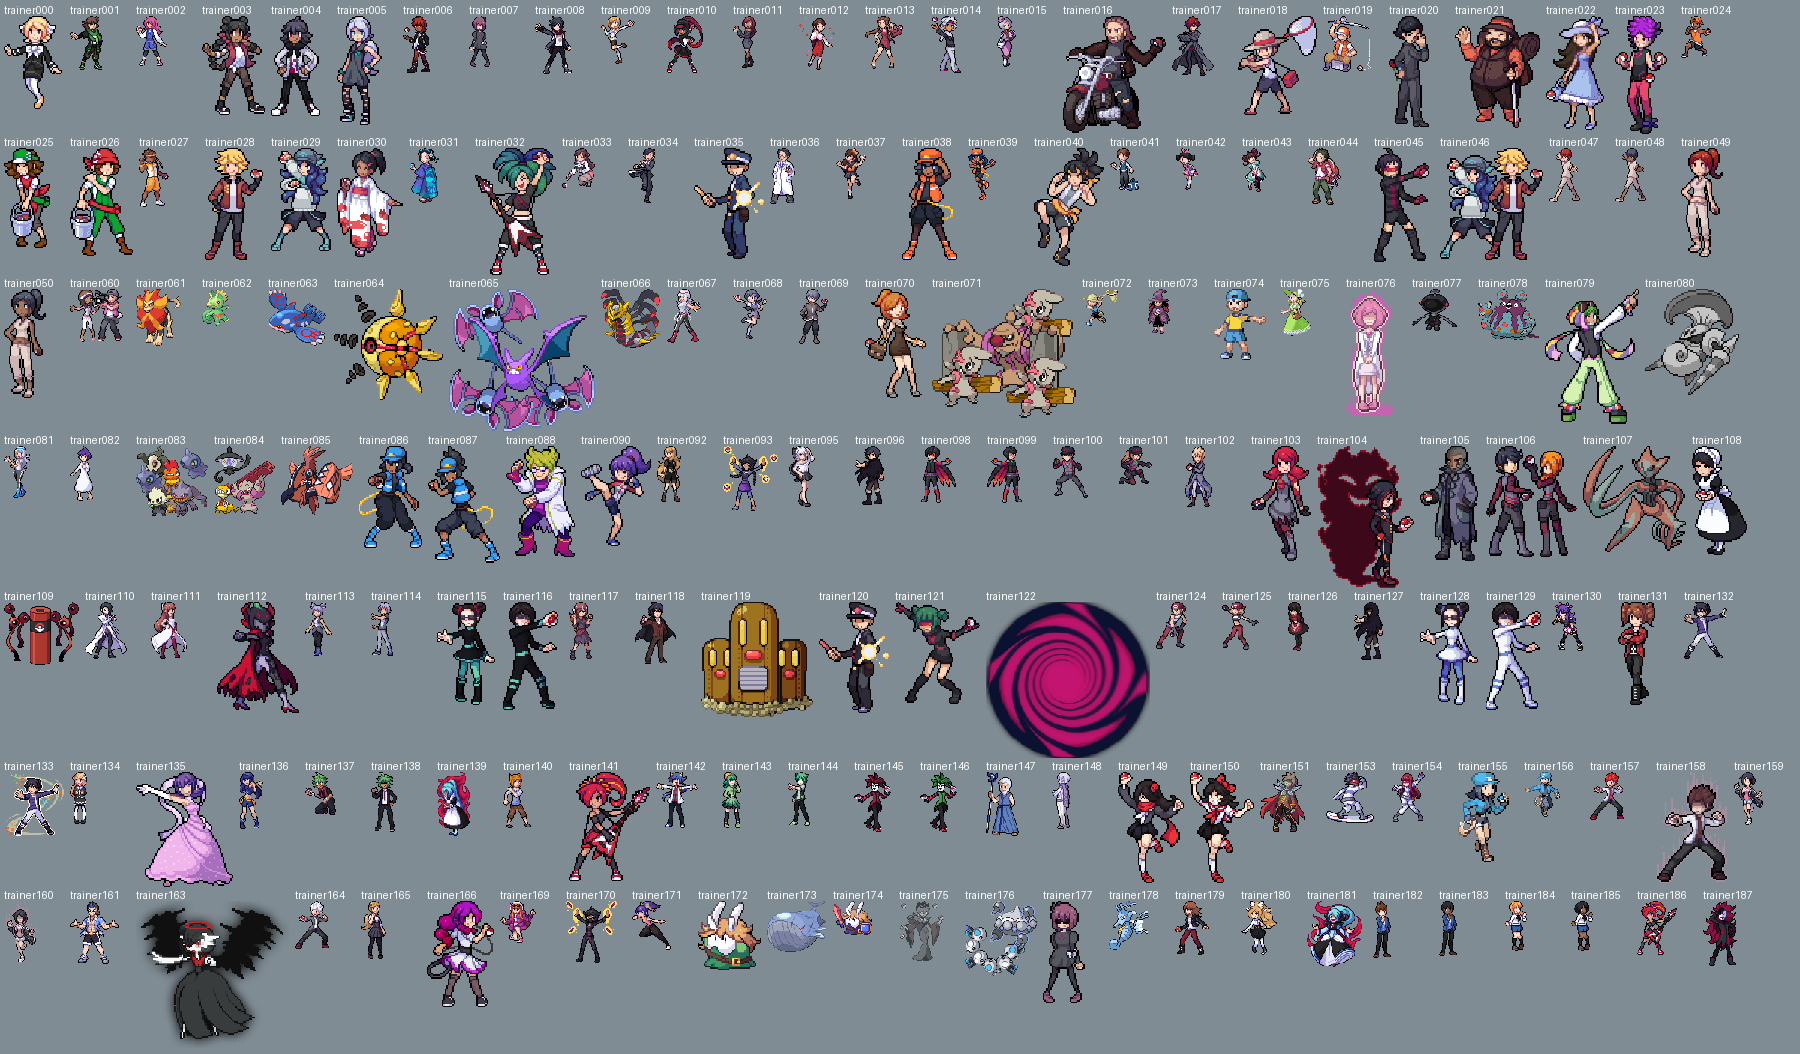 trainer000 trainer001 trainer002 trainer003 trainer004 trainer005 trainer006 trainer007 trainer008 trainer009 trainer010 trainer011 trainer012 trainer013 trainer014 trainer015 trainer016 trainer017 trainer018 trainer019 trainer020 trainer021 trainer022 trainer023 trainer024
trainer025 trainer026 trainer027 trainer028 trainer029 trainer030 trainer031 trainer032 trainer033 trainer034 trainer035 trainer036 trainer037 trainer038 trainer039 trainer040 trainer041 trainer042 trainer043 trainer044 trainer045 trainer046 trainer047 trainer048 trainer049
trainer050 trainer060 trainer061 trainer062 trainer063 trainer064 trainer065 trainer066 trainer067 trainer068 trainer069 trainer070 trainer071 trainer072 trainer073 trainer074 trainer075 trainer076 trainer077 trainer078 trainer079 trainer080
trainer081 trainer082 trainer083 trainer084 trainer085 trainer086 trainer087 trainer088 trainer090 trainer092 trainer093 trainer095 trainer096 trainer098 trainer099 trainer100 trainer101 trainer102 trainer103 trainer104 trainer105 trainer106 trainer107 trainer108
trainer109 trainer110 trainer111 trainer112 trainer113 trainer114 trainer115 trainer116 trainer117 trainer118 trainer119 trainer120 trainer121 trainer122 trainer124 trainer125 trainer126 trainer127 trainer128 trainer129 trainer130 trainer131 trainer132
trainer133 trainer134 trainer135 trainer136 trainer137 trainer138 trainer139 trainer140 trainer141 trainer142 trainer143 trainer144 trainer145 trainer146 trainer147 trainer148 trainer149 trainer150 trainer151 trainer153 trainer154 trainer155 trainer156 trainer157 trainer158 trainer159
trainer160 trainer161 trainer163 trainer164 trainer165 trainer166 trainer169 trainer170 trainer171 trainer172 trainer173 trainer174 trainer175 trainer176 trainer177 trainer178 trainer179 trainer180 trainer181 trainer182 trainer183 trainer184 trainer185 trainer186 trainer187